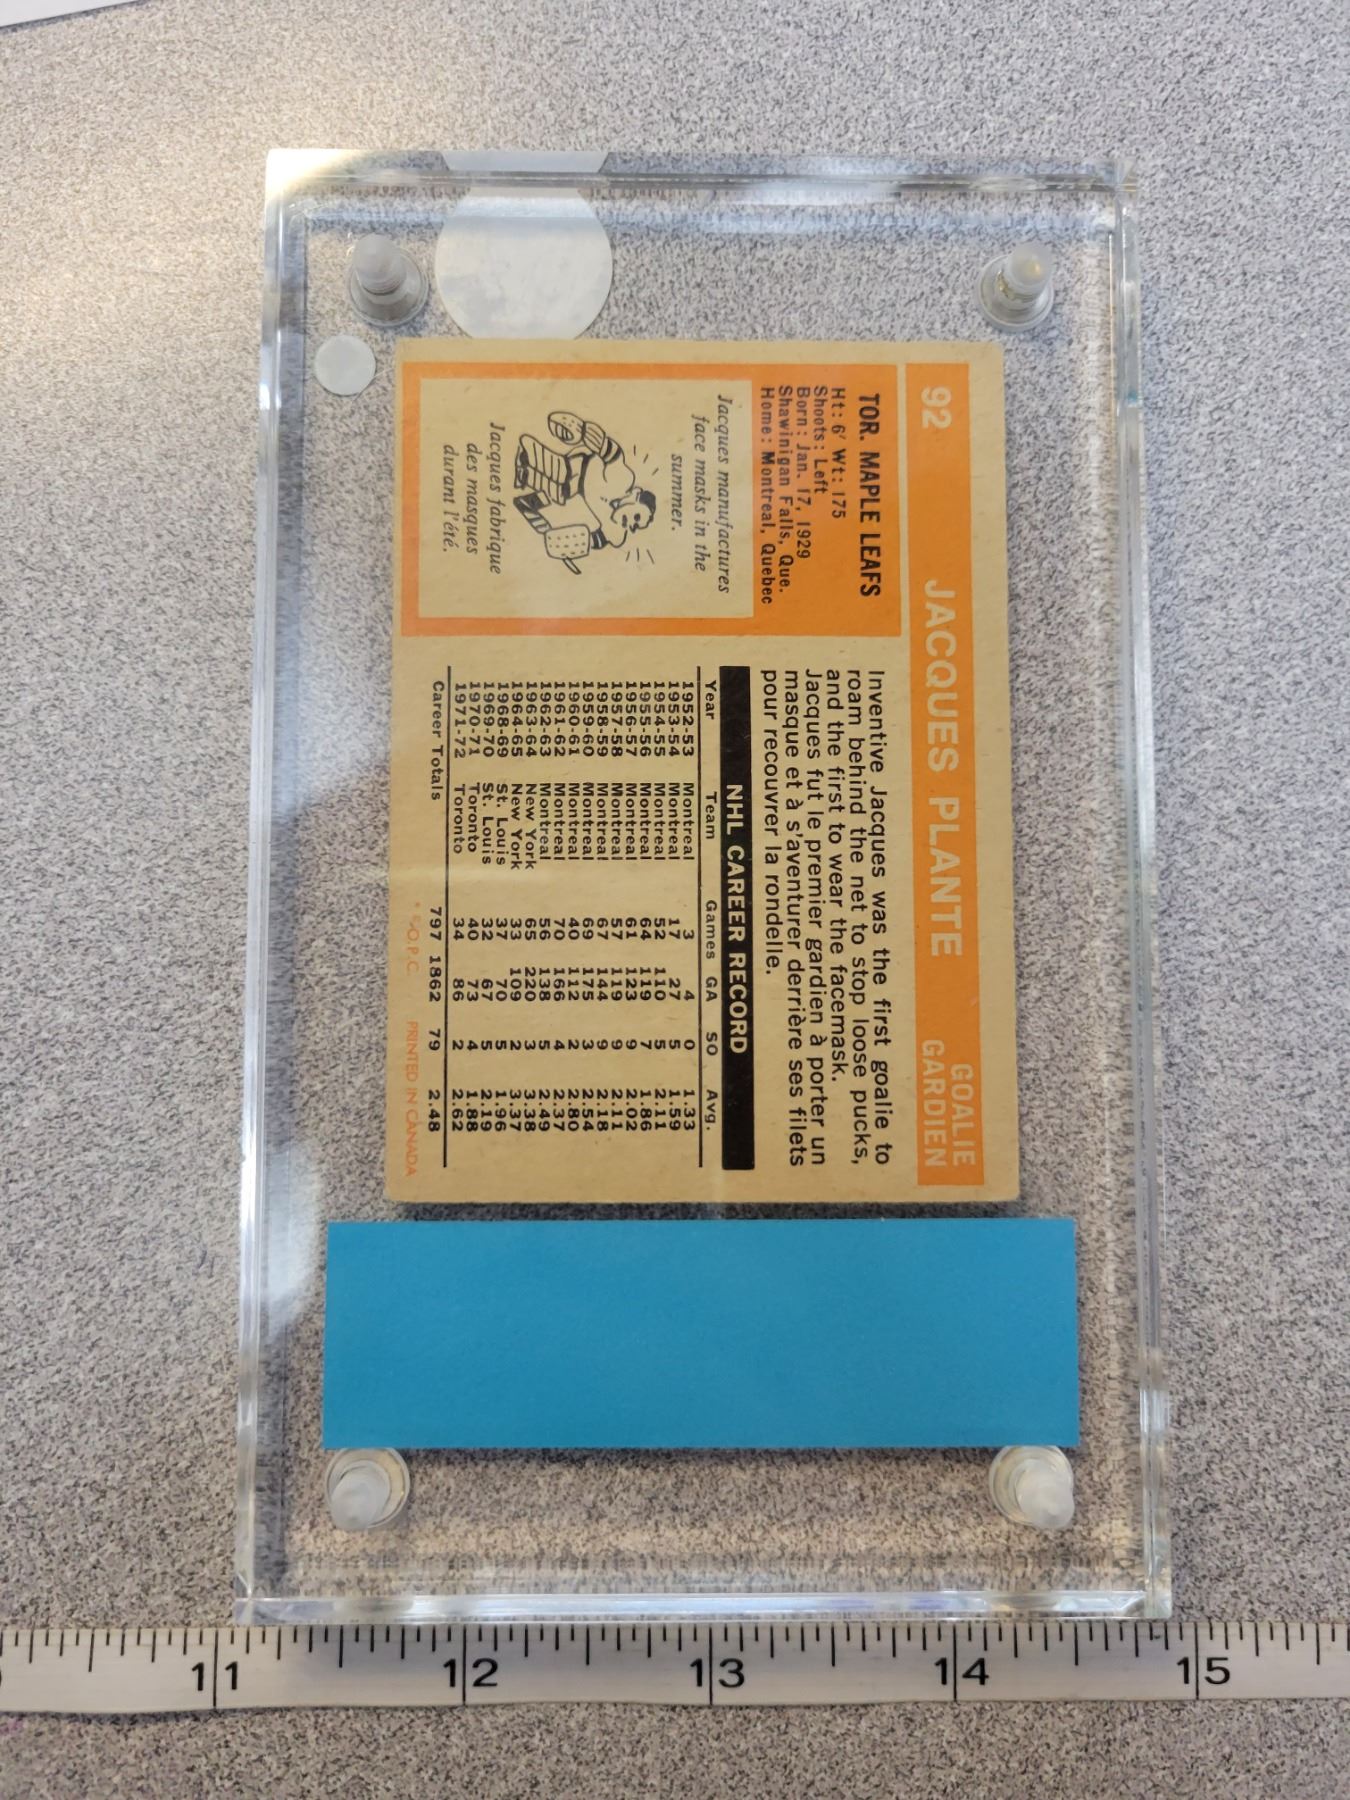 92 JACQUES PLANTE GOALIE
GARDIEN
TOR. MAPLE LEAFS
Ht: 6' Wt: 175
Shoots: Left
Born: Jan. 17, 1929
Shawinigan Falls, Que.
Home: Montreal, Quebec
Jacques manufactures
face masks in the
summer.
Jacques fabrique
des masques
durant l'été.
Inventive Jacques was the first goalie to
roam behind the net to stop loose pucks,
and the first to wear the facemask.
Jacques fut le premier gardien à porter un
masque et à s'aventurer derrière ses filets
pour recouvrer la rondelle.
NHL CAREER RECORD
Year Team Games GA SO Avg.
1952-53 Montreal 3 4 0 1.33
1953-54 Montreal 17 27 5 1.59
1954-55 Montreal 52 110 5 2.11
1955-56 Montreal 64 119 7 1.86
1956-57 Montreal 61 123 9 2.02
1957-58 Montreal 57 119 9 2.11
1958-59 Montreal 67 144 9 2.18
1959-60 Montreal 69 175 3 2.54
1960-61 Montreal 40 112 2 2.80
1961-62 Montreal 70 166 4 2.37
1962-63 Montreal 56 138 5 2.49
1963-64 New York 65 220 3 3.38
1964-65 New York 33 109 2 3.37
1968-69 St. Louis 37 70 5 1.96
1969-70 St. Louis 32 67 5 2.19
1970-71 Toronto 40 73 4 1.88
1971-72 Toronto 34 86 2 2.62
Career Totals 797 1862 79 2.48
O.P.C. PRINTED IN CANADA
11 12 13 14 15